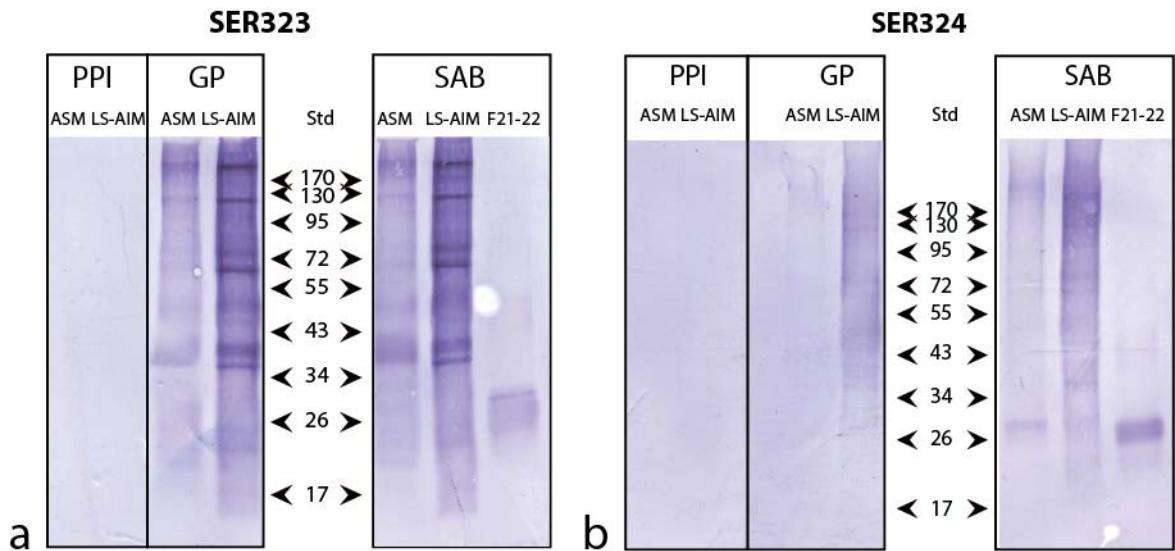 SER323
PPI GP SAB
ASM LS-AIM ASM LS-AIM Std ASM LS-AIM F21-22
170
130
95
72
55
43
34
26
17
a
SER324
PPI GP SAB
ASM LS-AIM ASM LS-AIM Std ASM LS-AIM F21-22
170
130
95
72
55
43
34
26
17
b